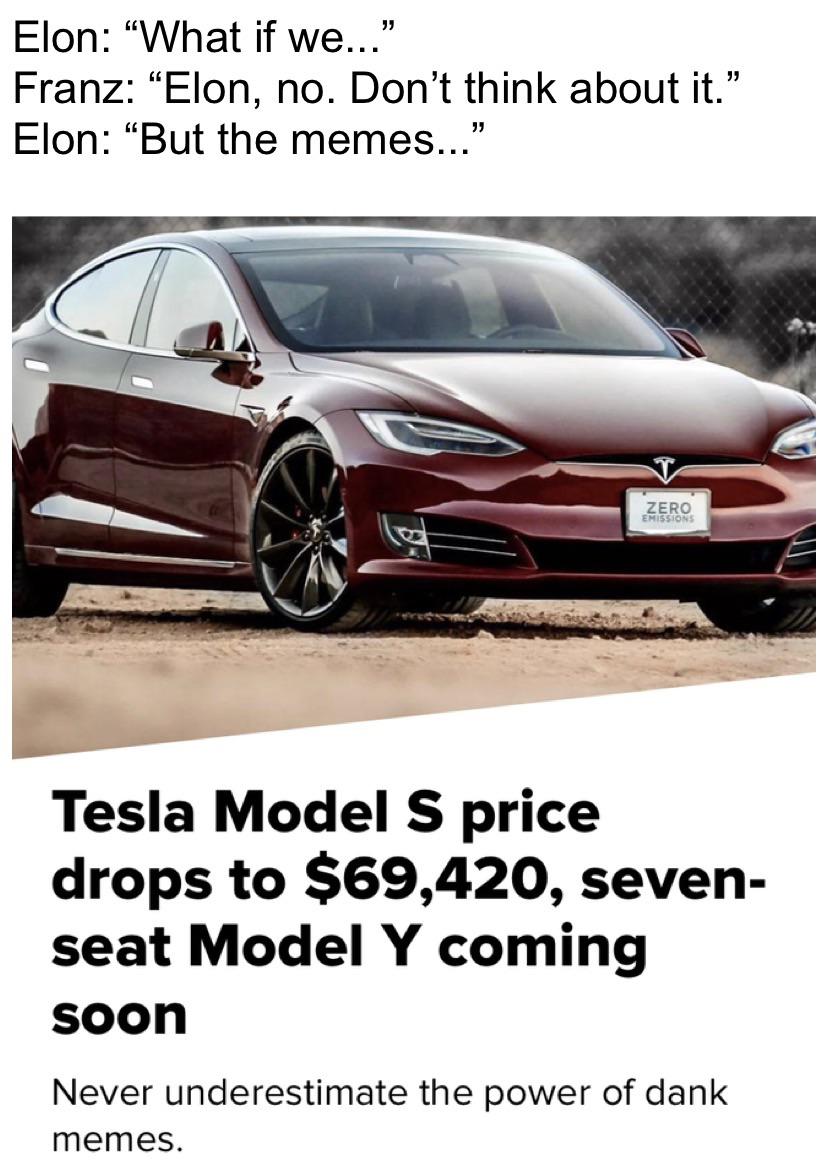 Elon: “What if we...”
Franz: “Elon, no. Don’t think about it.”
Elon: “But the memes...”
ZERO
EMISSIONS
Tesla Model S price
drops to $69,420, seven-
seat Model Y coming
soon
Never underestimate the power of dank
memes.